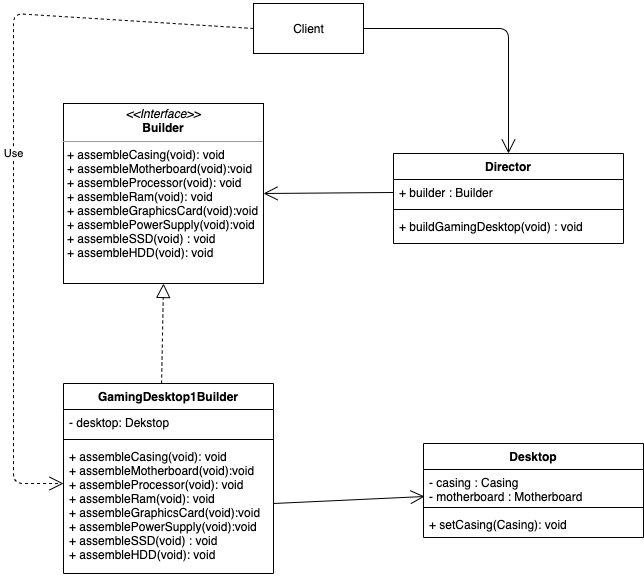 Client
<<Interface>>
Builder
+ assembleCasing(void): void
+ assembleMotherboard(void):void
+ assembleProcessor(void): void
+ assembleRam(void): void
+ assembleGraphicsCard(void):void
+ assemblePowerSupply(void):void
+ assembleSSD(void) : void
+ assembleHDD(void): void
Use
Director
+ builder : Builder
+ buildGamingDesktop(void) : void
GamingDesktop1Builder
- desktop: Dekstop
+ assembleCasing(void): void
+ assembleMotherboard(void):void
+ assembleProcessor(void): void
+ assembleRam(void): void
+ assembleGraphicsCard(void):void
+ assemblePowerSupply(void):void
+ assembleSSD(void) : void
+ assembleHDD(void): void
Desktop
- casing : Casing
- motherboard : Motherboard
+ setCasing(Casing): void